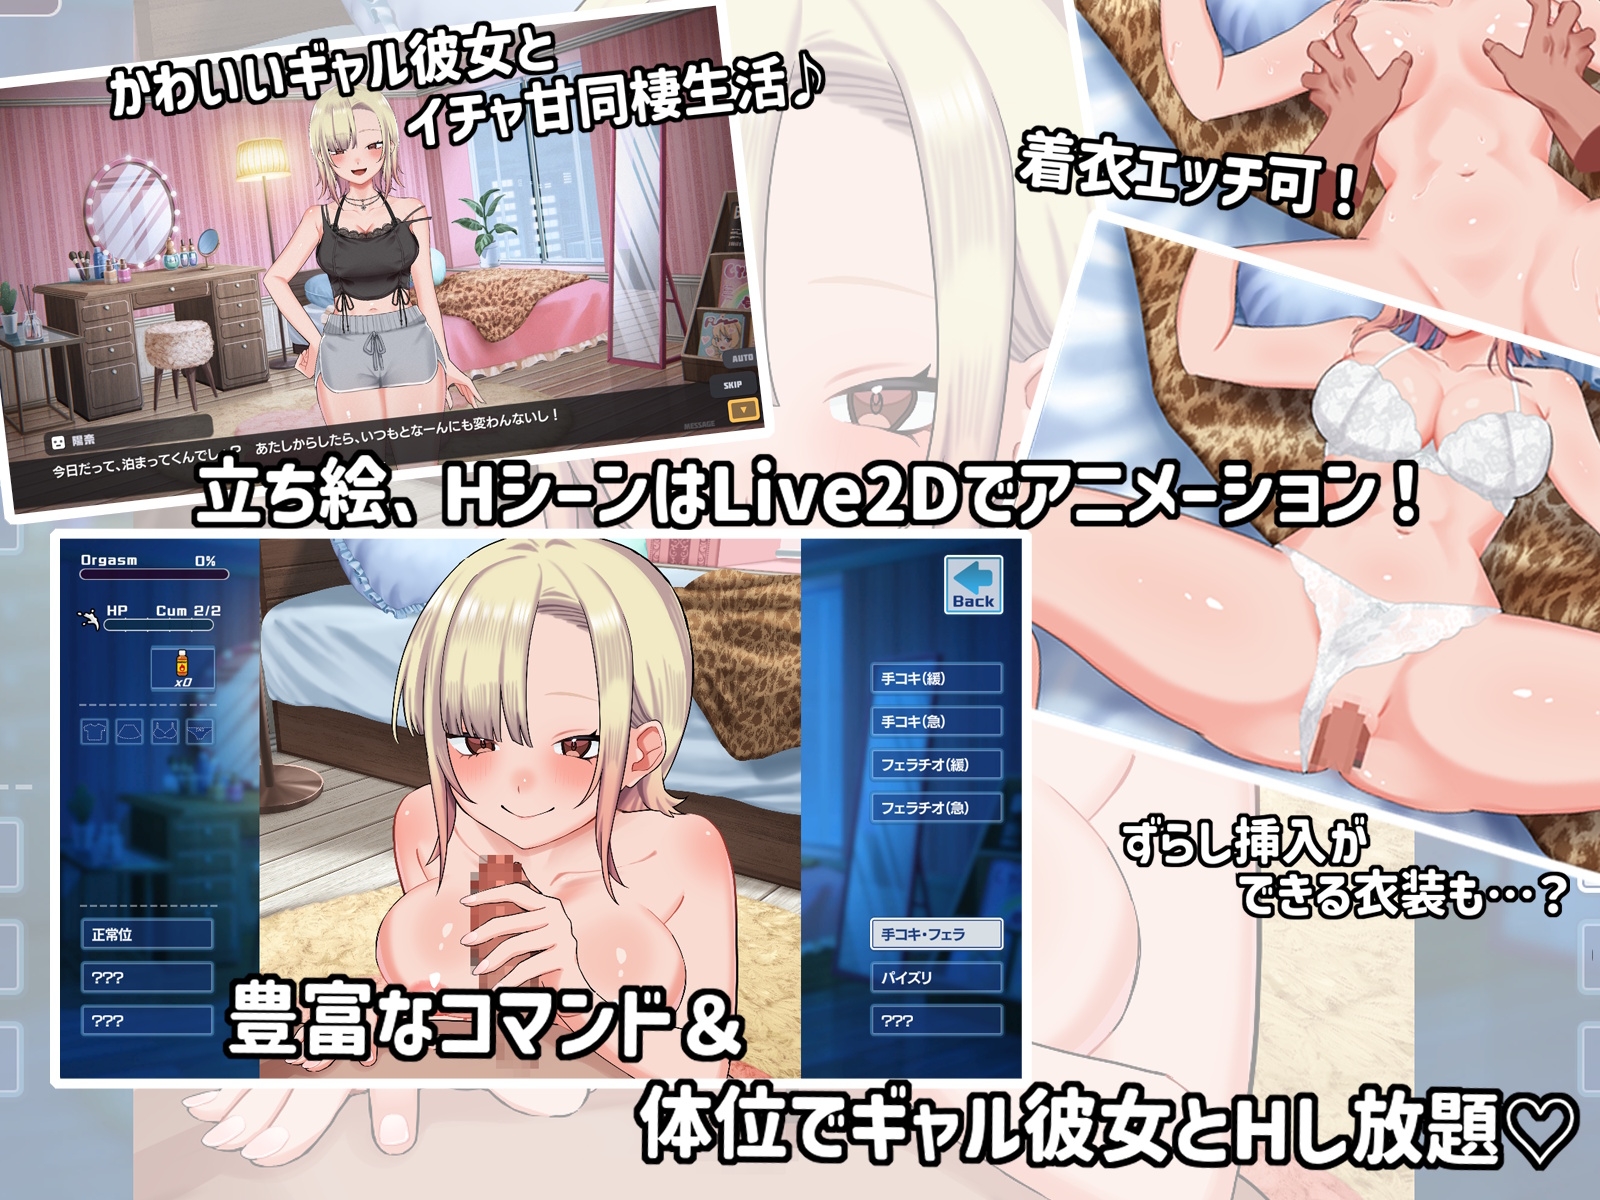 かわいいギャル彼女と
イチャ甘同棲生活♪
着衣エッチ可！
AUTO
SKIP
MESSAGE
陽奈
今日だって、泊まってくんでし　？　あたしからしたら、いつもとなーんにも変わんないし！
立ち絵、HシーンはLive2Dでアニメーション！
Orgasm 0%
HP Cum 2/2
x0
Back
手コキ（緩）
手コキ（急）
フェラチオ（緩）
フェラチオ（急）
ずらし挿入が
できる衣装も…？
正常位
???
???
手コキ・フェラ
パイズリ
???
豊富なコマンド＆
体位でギャル彼女とHし放題♡